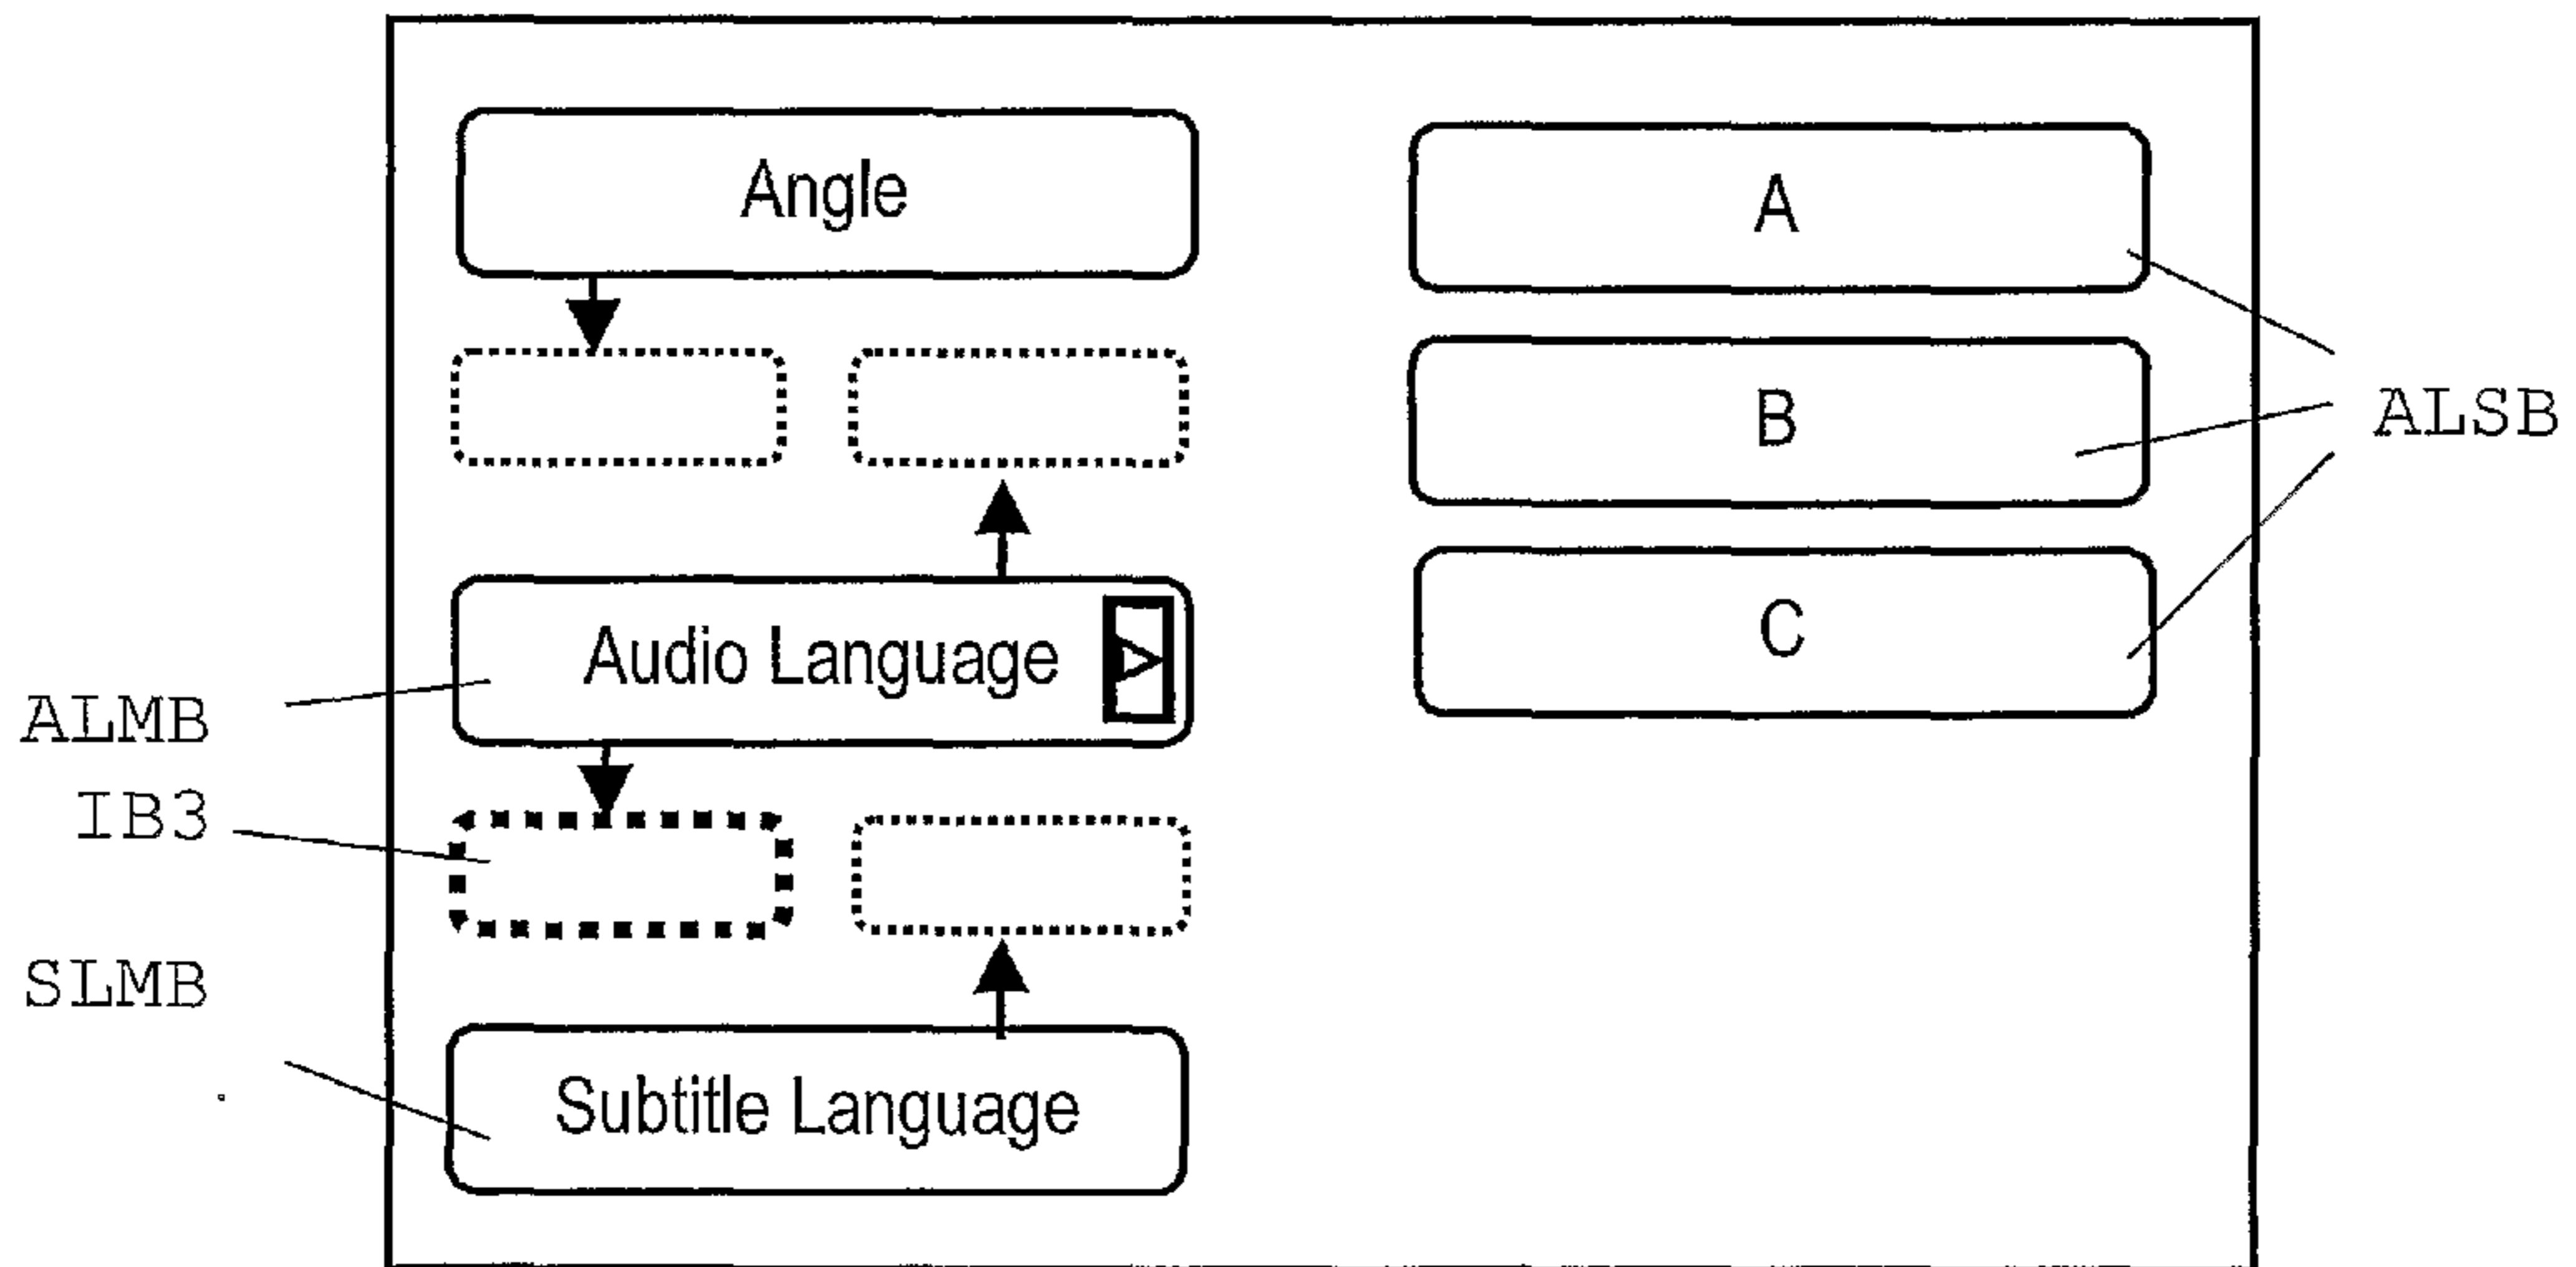 Angle
A
B
ALSB
Audio Language
C
ALMB
IB3
SLMB
Subtitle Language